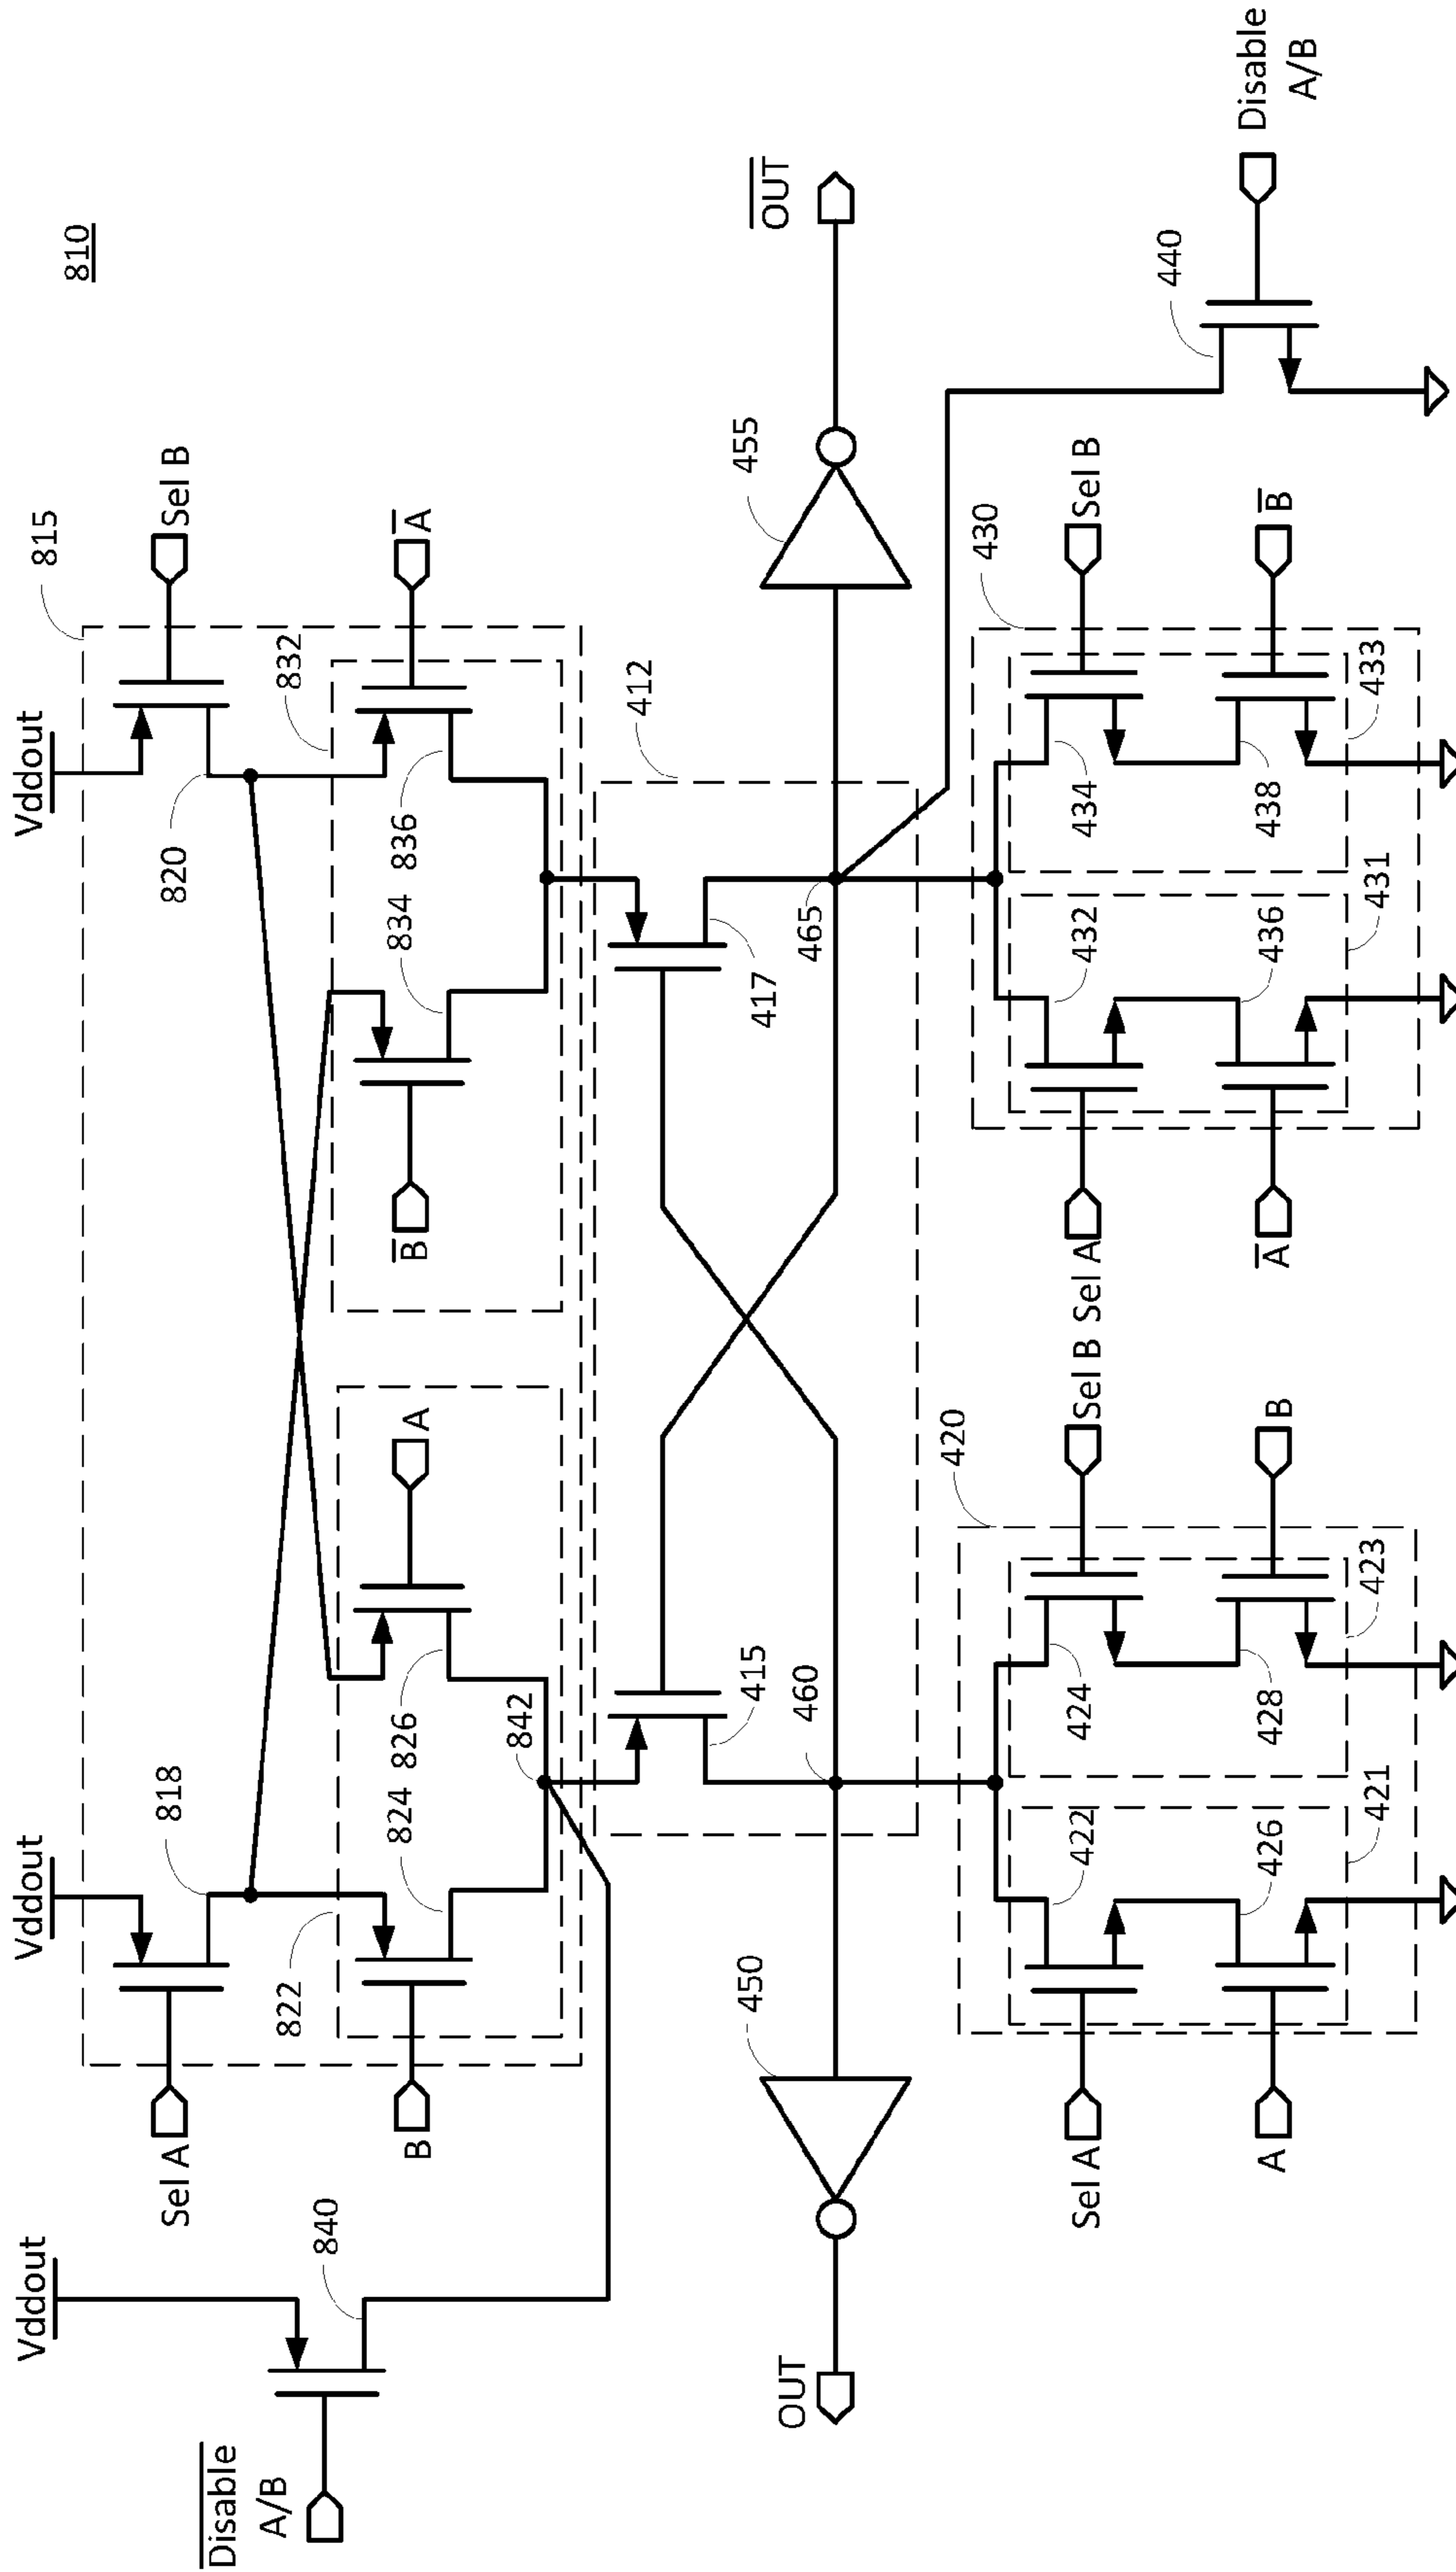 810
Vddout
Vddout
Vddout
815
Sel A
818
820
Sel B
Disable
A/B
840
822
B
824
826
A
832
B
834
836
A
842
412
415
417
OUT
450
460
465
455
OUT
420
430
440
Disable
A/B
Sel A
422
424
Sel B
Sel A
432
434
Sel B
A
426
428
B
A
436
438
B
421
423
431
433